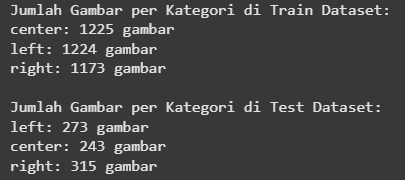 Jumlah Gambar per Kategori di Train Dataset:
center: 1225 gambar
left: 1224 gambar
right: 1173 gambar
Jumlah Gambar per Kategori di Test Dataset:
left: 273 gambar
center: 243 gambar
right: 315 gambar